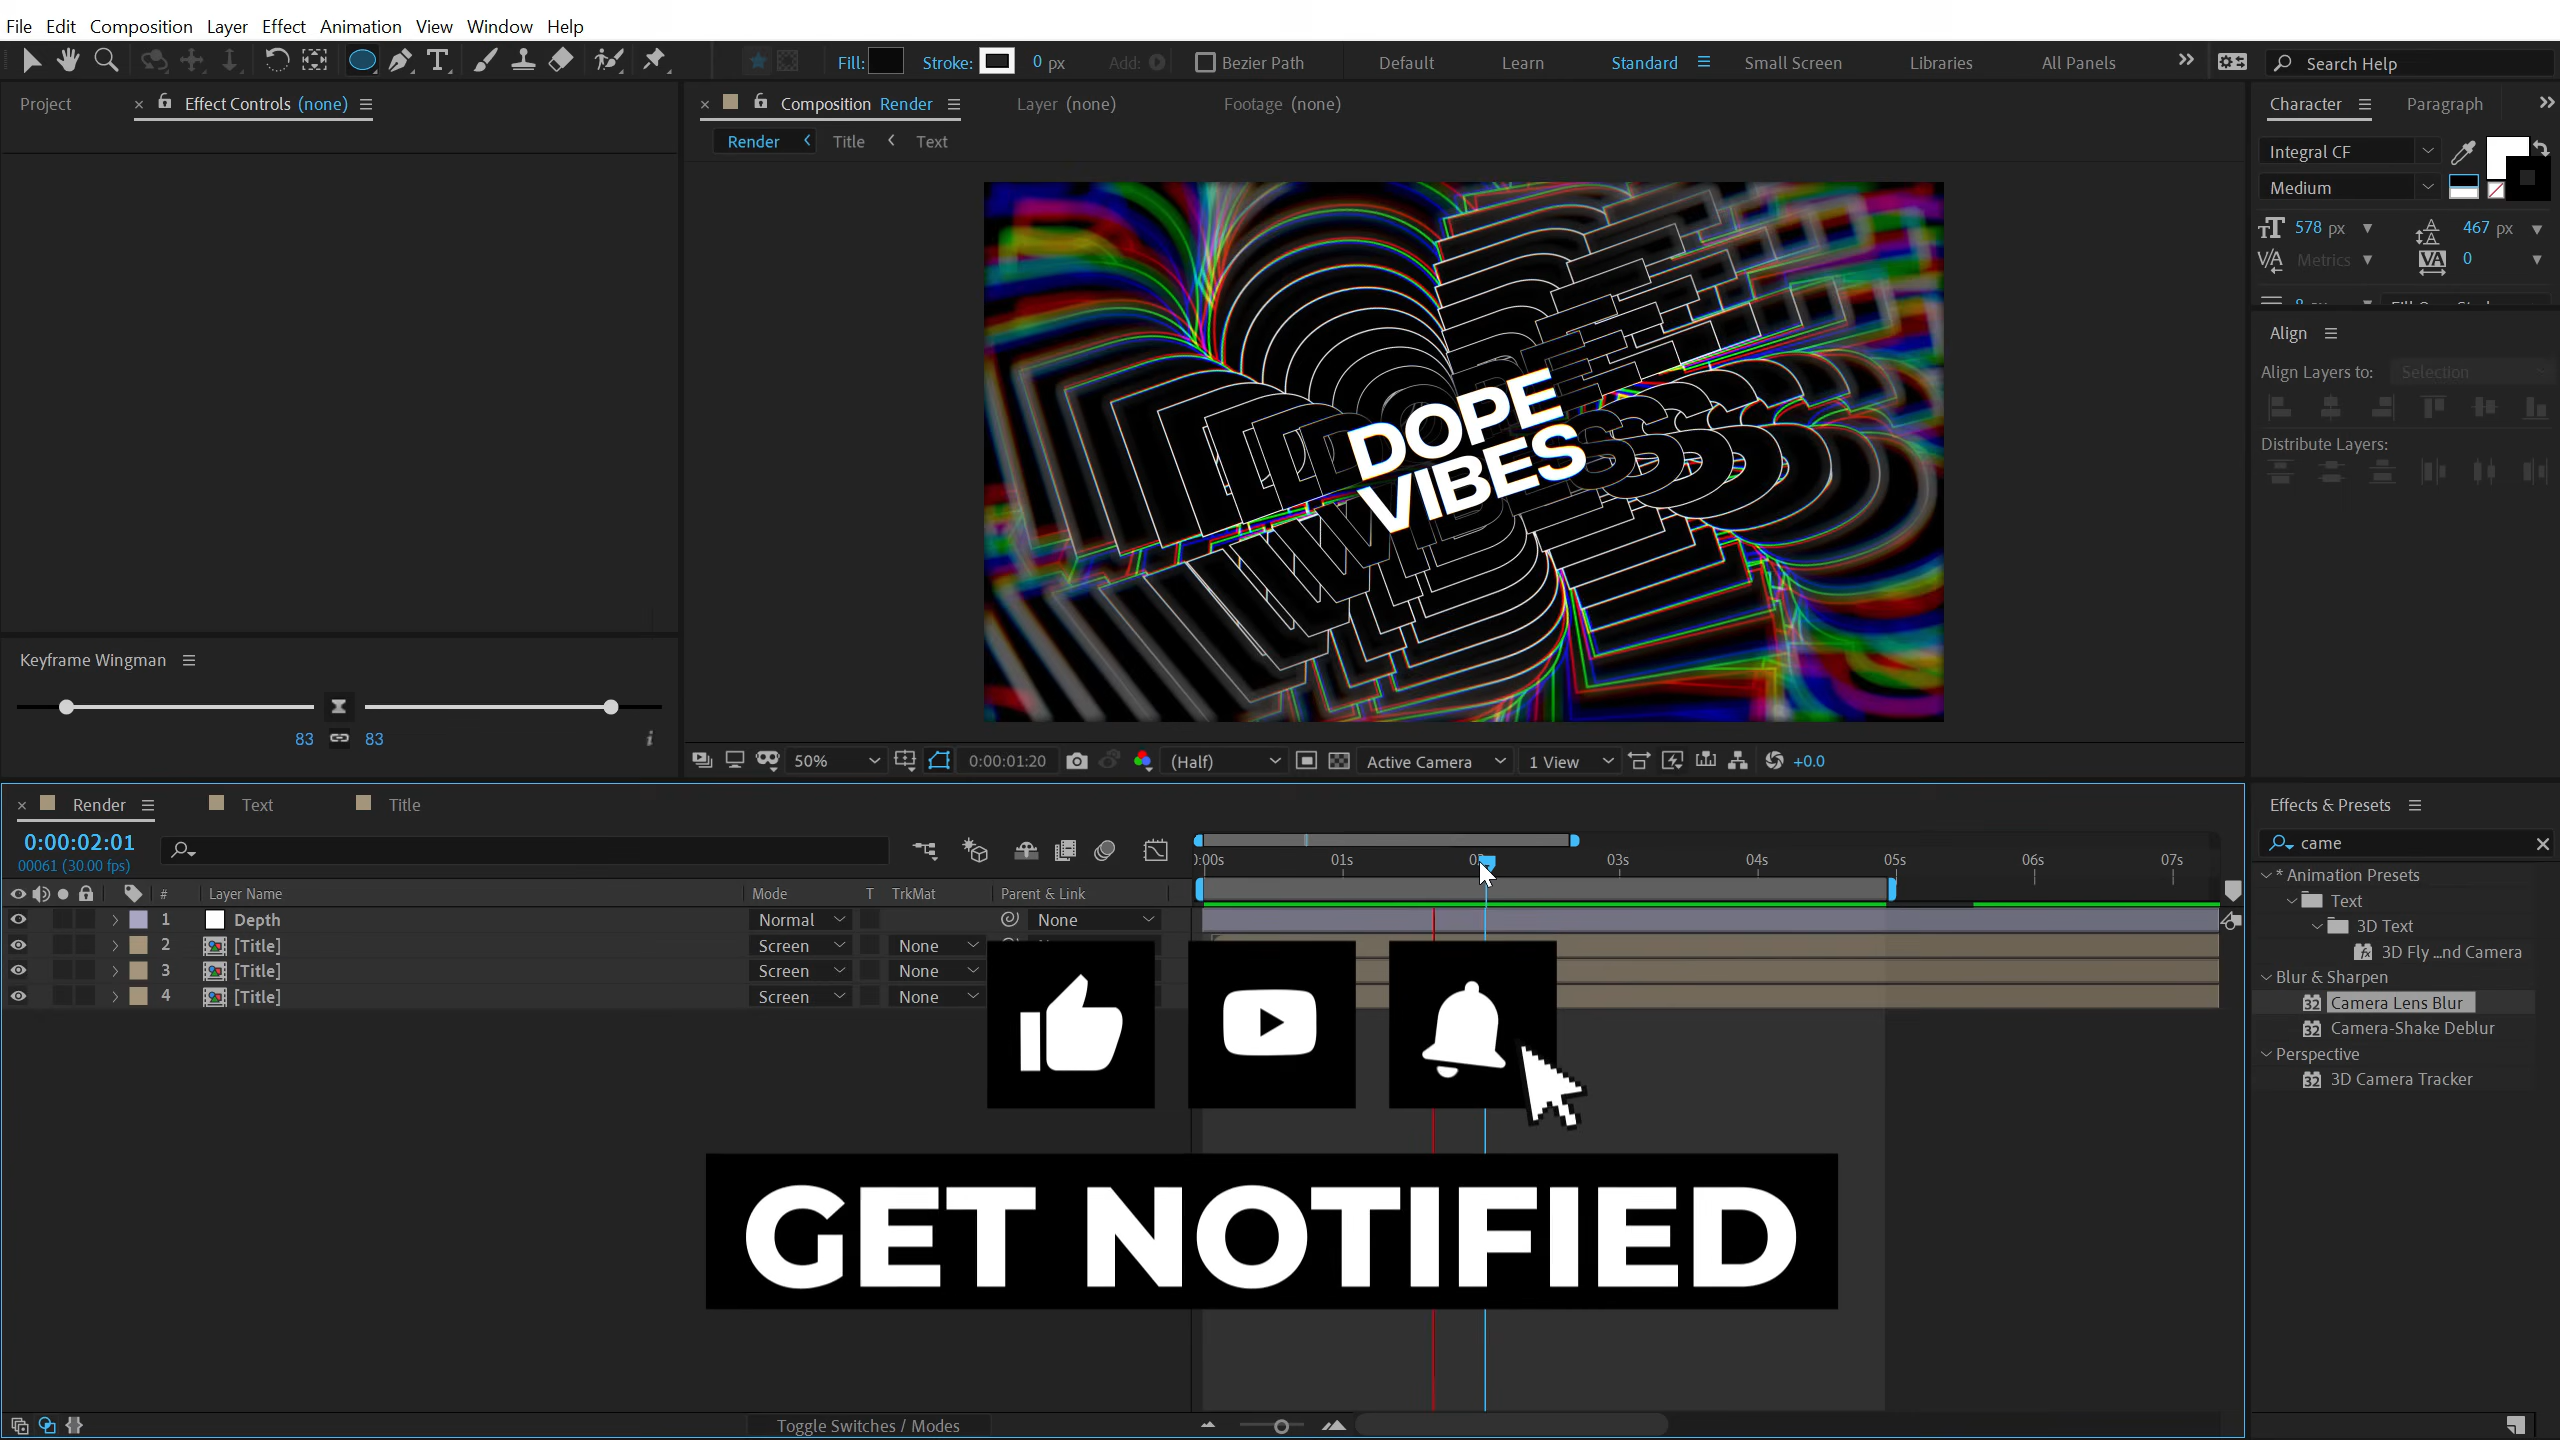 File Edit Composition Layer Effect Animation View Window Help
Fill: Stroke: 0 px Add: Bezier Path Default Learn Standard Small Screen Libraries All Panels Search Help
Project Effect Controls (none)
Composition Render Layer (none) Footage (none)
Render Title Text
Character Paragraph
Integral CF
Medium
578 px 467 px
Metrics 0
Align
Align Layers to: Selection
Distribute Layers:
DOPE
VIBES
Keyframe Wingman
83 83
50% 0:00:01:20 (Half) Active Camera 1 View +0.0
Render Text Title
0:00:02:01
00061 (30.00 fps)
01s 03s 04s 05s 06s 07s
# Layer Name Mode T TrkMat Parent & Link
1 Depth Normal None
2 [Title] Screen None
3 [Title] Screen None
4 [Title] Screen None
GET NOTIFIED
Toggle Switches / Modes
Effects & Presets
came
* Animation Presets
Text
3D Text
3D Fly ...nd Camera
Blur & Sharpen
Camera Lens Blur
Camera-Shake Deblur
Perspective
3D Camera Tracker